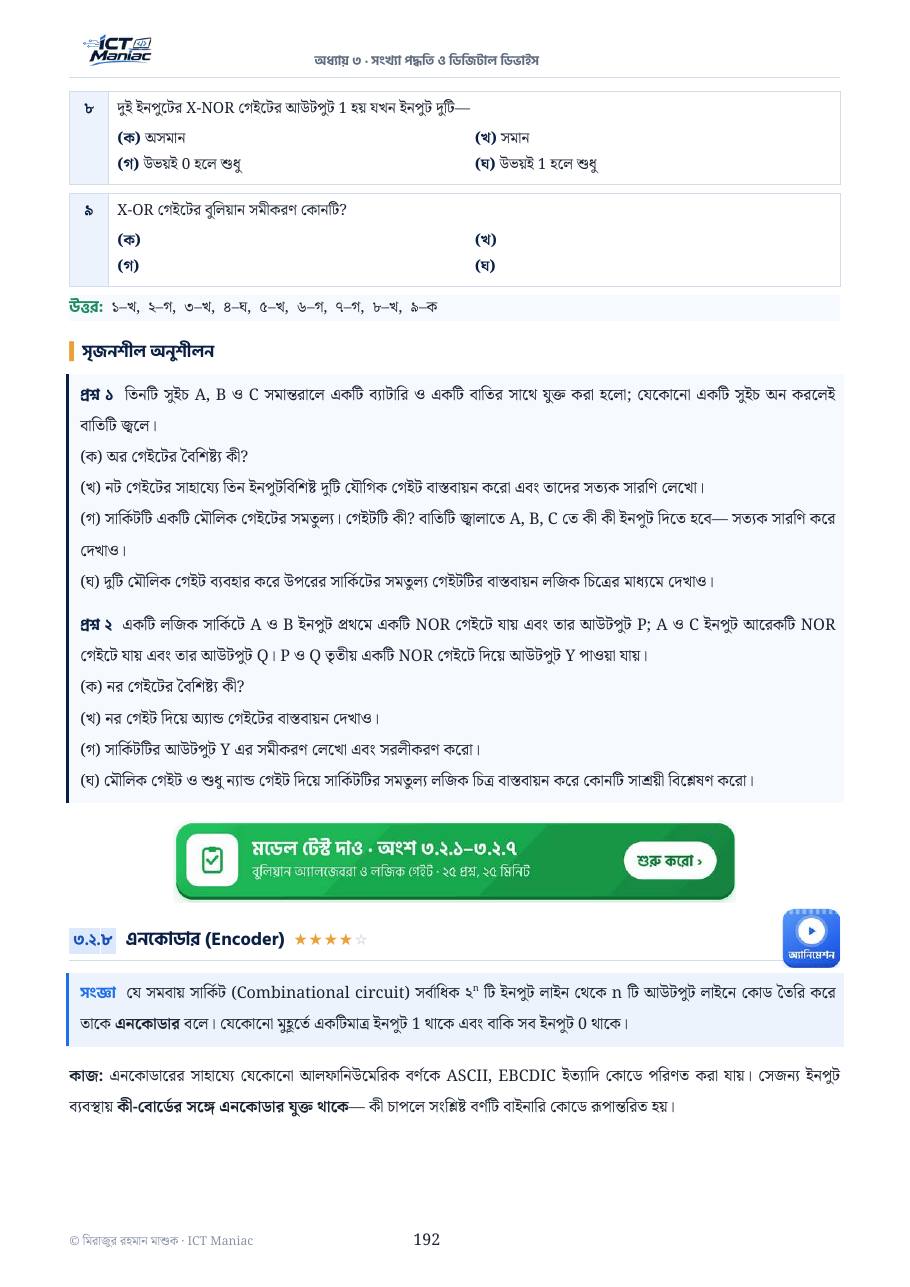 ICT Maniac
অধ্যায় ৩ · সংখ্যা পদ্ধতি ও ডিজিটাল ডিভাইস
৮ দুই ইনপুটের X-NOR গেইটের আউটপুট 1 হয় যখন ইনপুট দুটি—
(ক) অসমান (খ) সমান
(গ) উভয়ই 0 হলে শুধু (ঘ) উভয়ই 1 হলে শুধু
৯ X-OR গেইটের বুলিয়ান সমীকরণ কোনটি?
(ক) (খ)
(গ) (ঘ)
উত্তর: ১–খ, ২–গ, ৩–খ, ৪–ঘ, ৫–খ, ৬–গ, ৭–গ, ৮–খ, ৯–ক
সৃজনশীল অনুশীলন
প্রশ্ন ১ তিনটি সুইচ A, B ও C সমান্তরালে একটি ব্যাটারি ও একটি বাতির সাথে যুক্ত করা হলো; যেকোনো একটি সুইচ অন করলেই
বাতিটি জ্বলে।
(ক) অর গেইটের বৈশিষ্ট্য কী?
(খ) নট গেইটের সাহায্যে তিন ইনপুটবিশিষ্ট দুটি যৌগিক গেইট বাস্তবায়ন করো এবং তাদের সত্যক সারণি লেখো।
(গ) সার্কিটটি একটি মৌলিক গেইটের সমতুল্য। গেইটটি কী? বাতিটি জ্বালাতে A, B, C তে কী কী ইনপুট দিতে হবে— সত্যক সারণি করে
দেখাও।
(ঘ) দুটি মৌলিক গেইট ব্যবহার করে উপরের সার্কিটের সমতুল্য গেইটটির বাস্তবায়ন লজিক চিত্রের মাধ্যমে দেখাও।
প্রশ্ন ২ একটি লজিক সার্কিটে A ও B ইনপুট প্রথমে একটি NOR গেইটে যায় এবং তার আউটপুট P; A ও C ইনপুট আরেকটি NOR
গেইটে যায় এবং তার আউটপুট Q। P ও Q তৃতীয় একটি NOR গেইটে দিয়ে আউটপুট Y পাওয়া যায়।
(ক) নর গেইটের বৈশিষ্ট্য কী?
(খ) নর গেইট দিয়ে অ্যান্ড গেইটের বাস্তবায়ন দেখাও।
(গ) সার্কিটটির আউটপুট Y এর সমীকরণ লেখো এবং সরলীকরণ করো।
(ঘ) মৌলিক গেইট ও শুধু ন্যান্ড গেইট দিয়ে সার্কিটটির সমতুল্য লজিক চিত্র বাস্তবায়ন করে কোনটি সাশ্রয়ী বিশ্লেষণ করো।
মডেল টেস্ট দাও · অংশ ৩.২.১–৩.২.৭
বুলিয়ান অ্যালজেবরা ও লজিক গেইট · ২৫ প্রশ্ন, ২৫ মিনিট
শুরু করো ›
৩.২.৮ এনকোডার (Encoder) ★★★★☆
অ্যানিমেশন
সংজ্ঞা যে সমবায় সার্কিট (Combinational circuit) সর্বাধিক ২ⁿ টি ইনপুট লাইন থেকে n টি আউটপুট লাইনে কোড তৈরি করে
তাকে এনকোডার বলে। যেকোনো মুহূর্তে একটিমাত্র ইনপুট 1 থাকে এবং বাকি সব ইনপুট 0 থাকে।
কাজ: এনকোডারের সাহায্যে যেকোনো আলফানিউমেরিক বর্ণকে ASCII, EBCDIC ইত্যাদি কোডে পরিণত করা যায়। সেজন্য ইনপুট
ব্যবস্থায় কী-বোর্ডের সঙ্গে এনকোডার যুক্ত থাকে— কী চাপলে সংশ্লিষ্ট বর্ণটি বাইনারি কোডে রূপান্তরিত হয়।
© মিরাজুর রহমান মাশুক · ICT Maniac
192